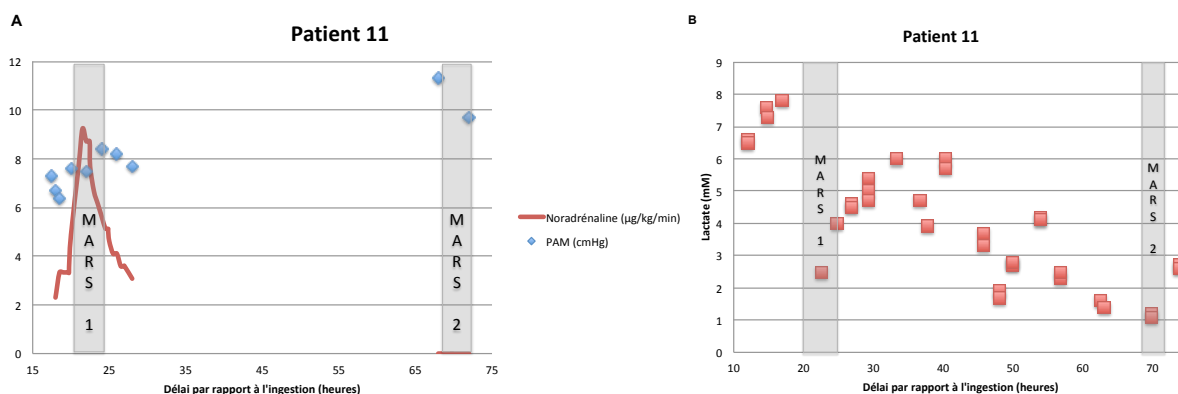 A
Patient 11
12
10
8
6
4
2
0
M
A
R
S
1
M
A
R
S
2
15
25
35
45
55
65
75
Délai par rapport à l'ingestion (heures)
Noradrénaline (µg/kg/min)
PAM (cmHg)
B
Patient 11
Lactate (mM)
9
8
7
6
5
4
3
2
1
0
M
A
R
S
1
M
A
R
S
2
10
20
30
40
50
60
70
Délai par rapport à l'ingestion (heures)